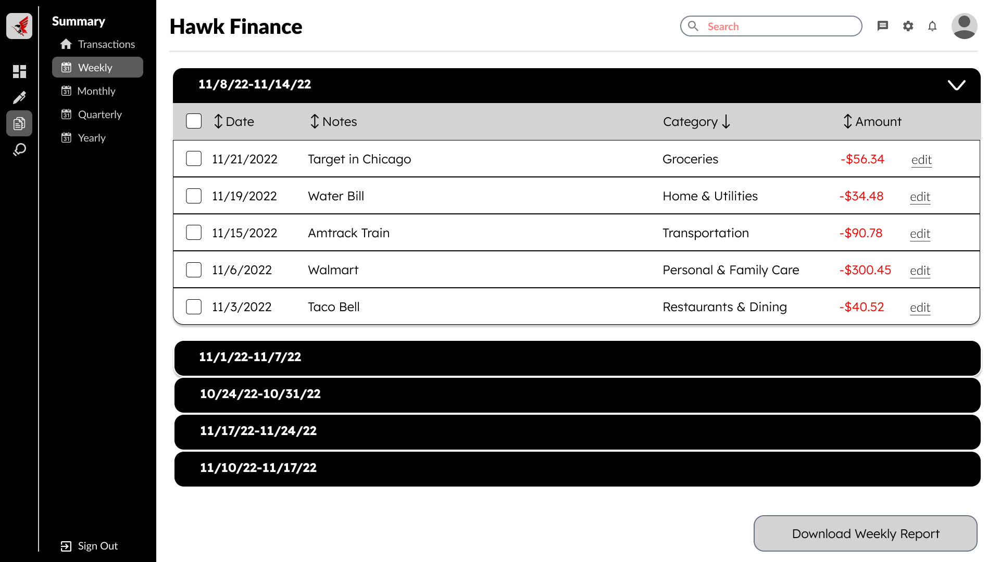 Summary
Transactions
31 Weekly
31 Monthly
31 Quarterly
31 Yearly
Sign Out
Hawk Finance
Search
11/8/22-11/14/22
Date Notes Category Amount
11/21/2022 Target in Chicago Groceries -$56.34 edit
11/19/2022 Water Bill Home & Utilities -$34.48 edit
11/15/2022 Amtrack Train Transportation -$90.78 edit
11/6/2022 Walmart Personal & Family Care -$300.45 edit
11/3/2022 Taco Bell Restaurants & Dining -$40.52 edit
11/1/22-11/7/22
10/24/22-10/31/22
11/17/22-11/24/22
11/10/22-11/17/22
Download Weekly Report